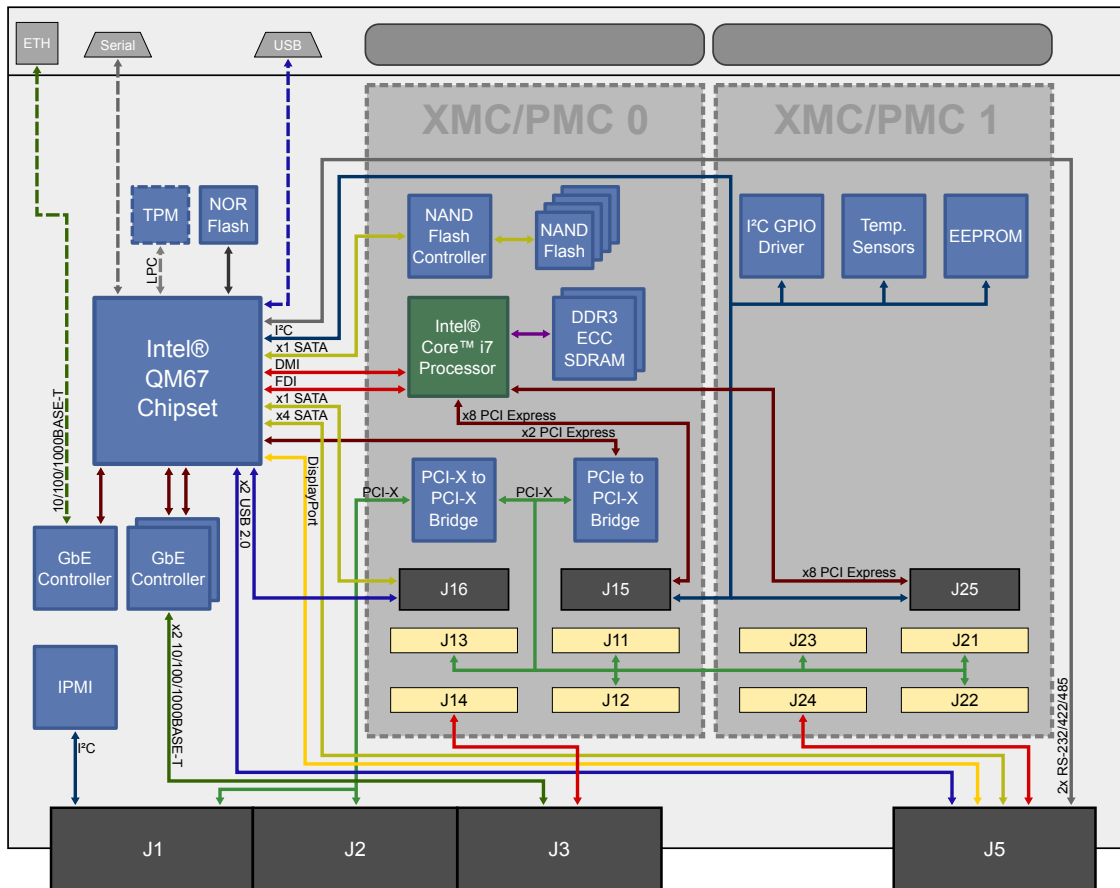 ETH
Serial
USB
XMC/PMC 0
XMC/PMC 1
TPM
NOR
Flash
NAND
Flash
Controller
NAND
Flash
I²C GPIO
Driver
Temp.
Sensors
EEPROM
LPC
10/100/1000BASE-T
Intel®
QM67
Chipset
I²C
x1 SATA
DMI
FDI
x1 SATA
x4 SATA
Intel®
Core™ i7
Processor
DDR3
ECC
SDRAM
x8 PCI Express
x2 PCI Express
DisplayPort
x2 USB 2.0
PCI-X
PCI-X to
PCI-X
Bridge
PCI-X
PCIe to
PCI-X
Bridge
GbE
Controller
GbE
Controller
x2 10/100/1000BASE-T
J16
J15
x8 PCI Express
J25
J13
J11
J23
J21
J14
J12
J24
J22
IPMI
I²C
2x RS-232/422/485
J1
J2
J3
J5